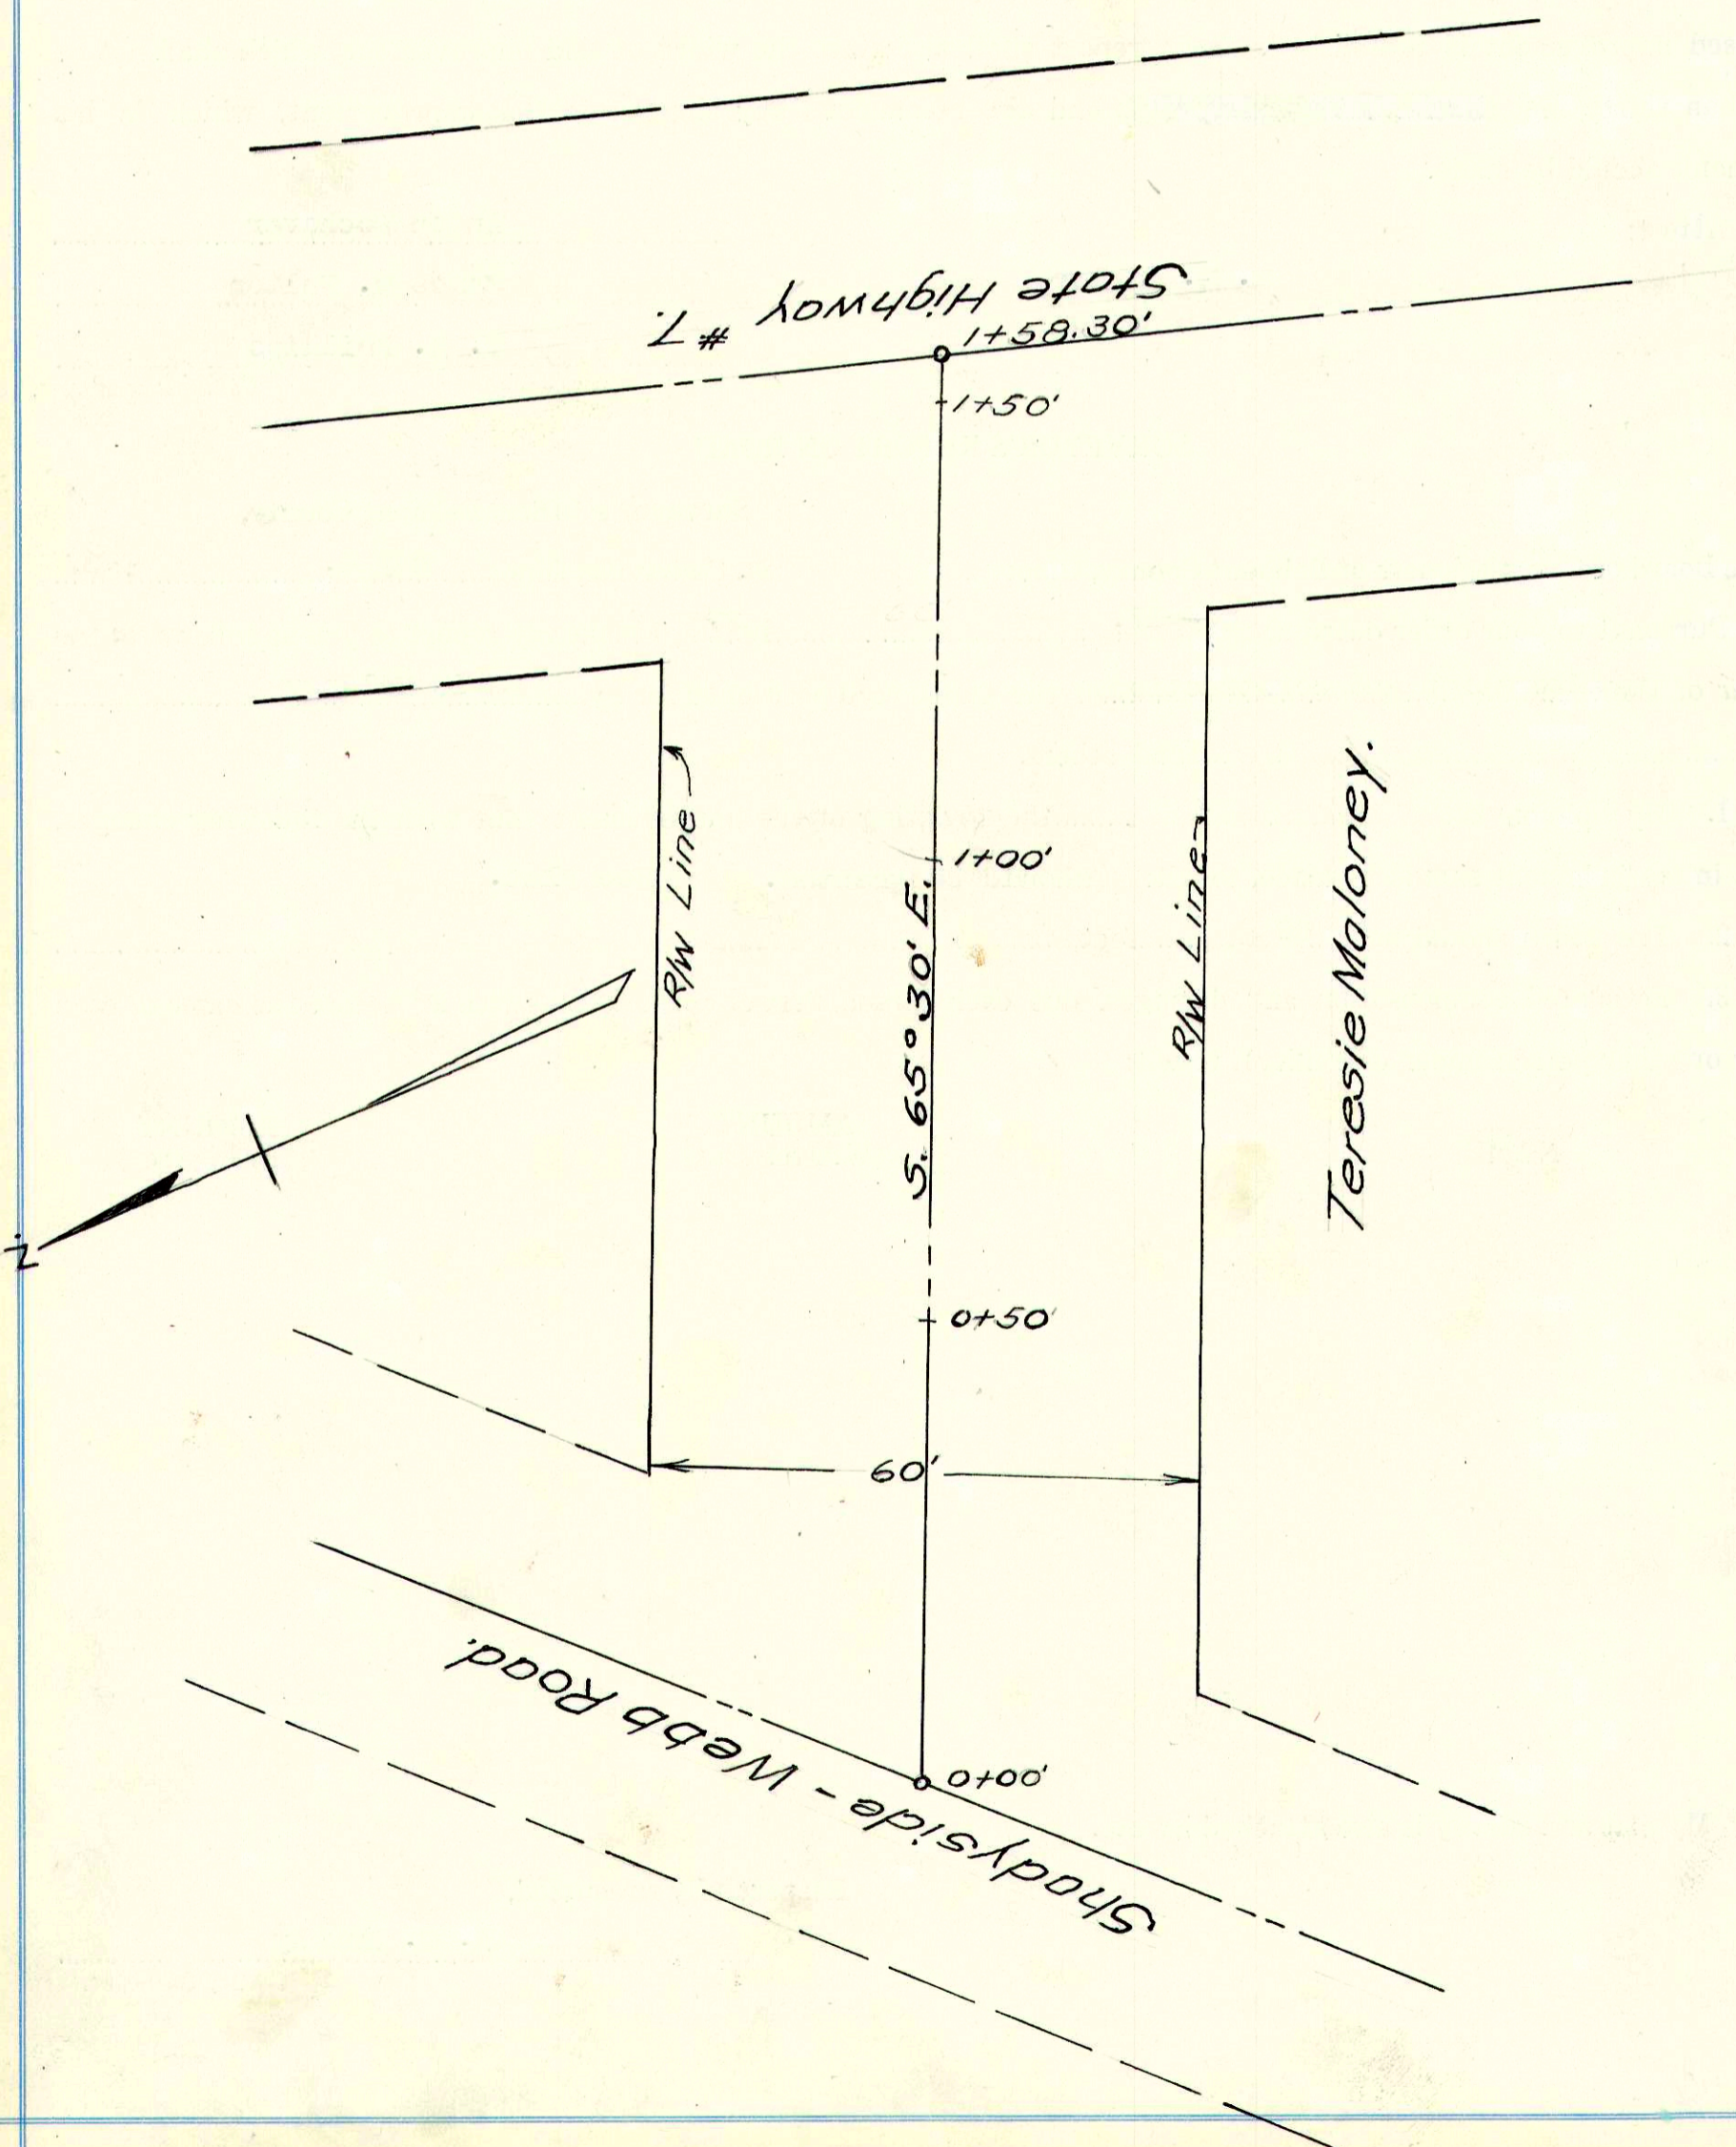 State Highway #7.
1+58.30'
1+50'
1+00'
R/W Line
S. 65° 30' E.
R/W Line
Teresie Maloney.
N.
0+50'
60'
0+00'
Shadyside - Webb Road.